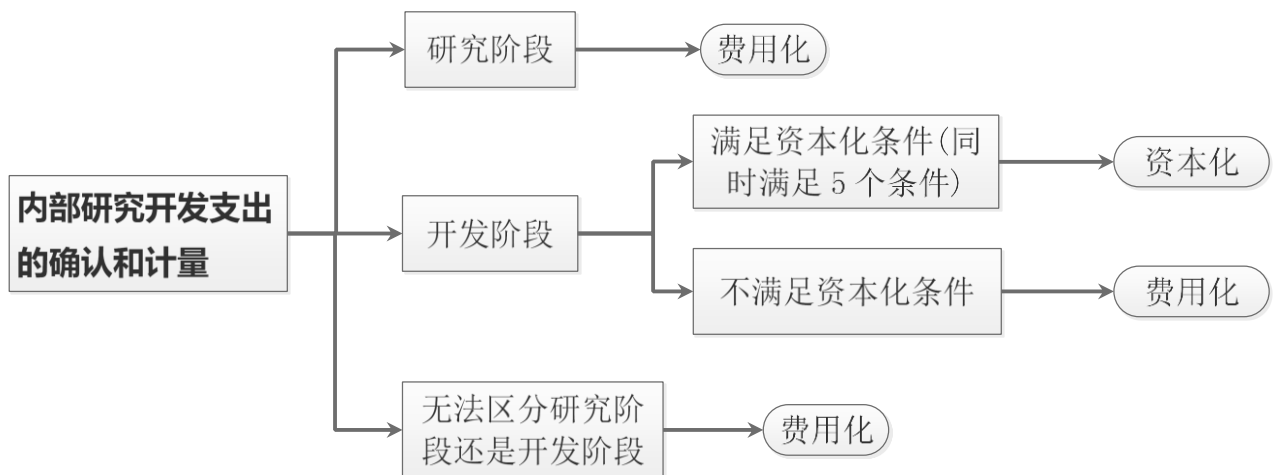 内部研究开发支出
的确认和计量
研究阶段
费用化
开发阶段
满足资本化条件(同
时满足5个条件)
资本化
不满足资本化条件
费用化
无法区分研究阶
段还是开发阶段
费用化